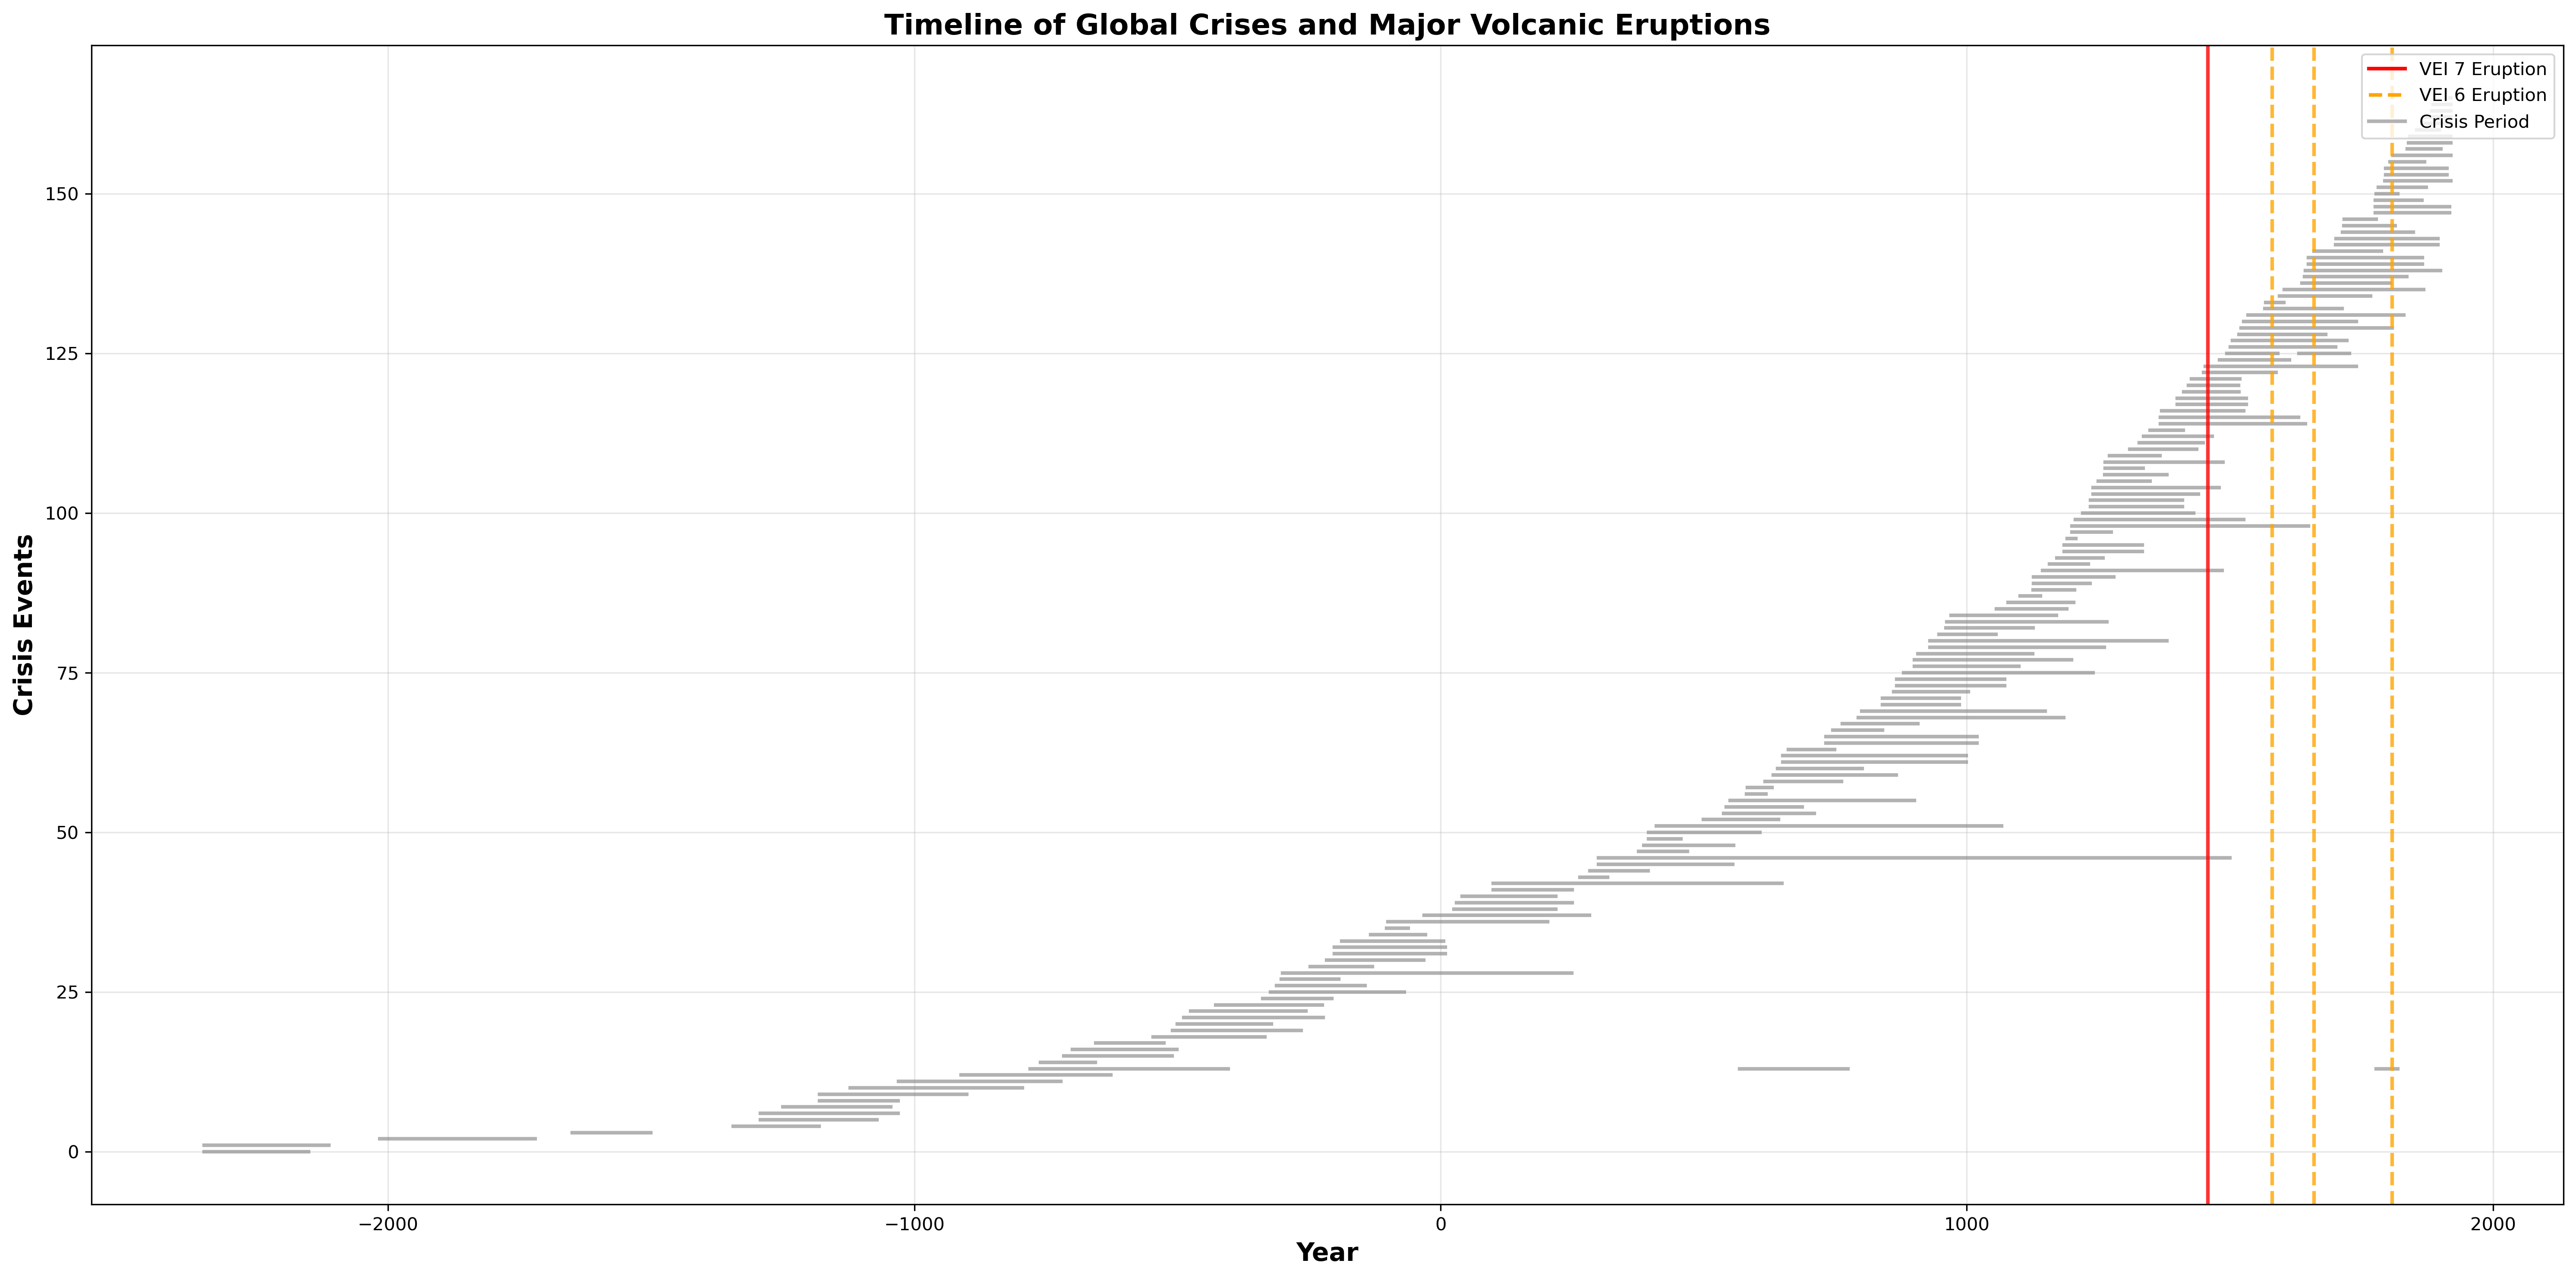 Timeline of Global Crises and Major Volcanic Eruptions
VEI 7 Eruption
VEI 6 Eruption
Crisis Period
150
125
100
75
50
25
0
Crisis Events
−2000
−1000
0
1000
2000
Year